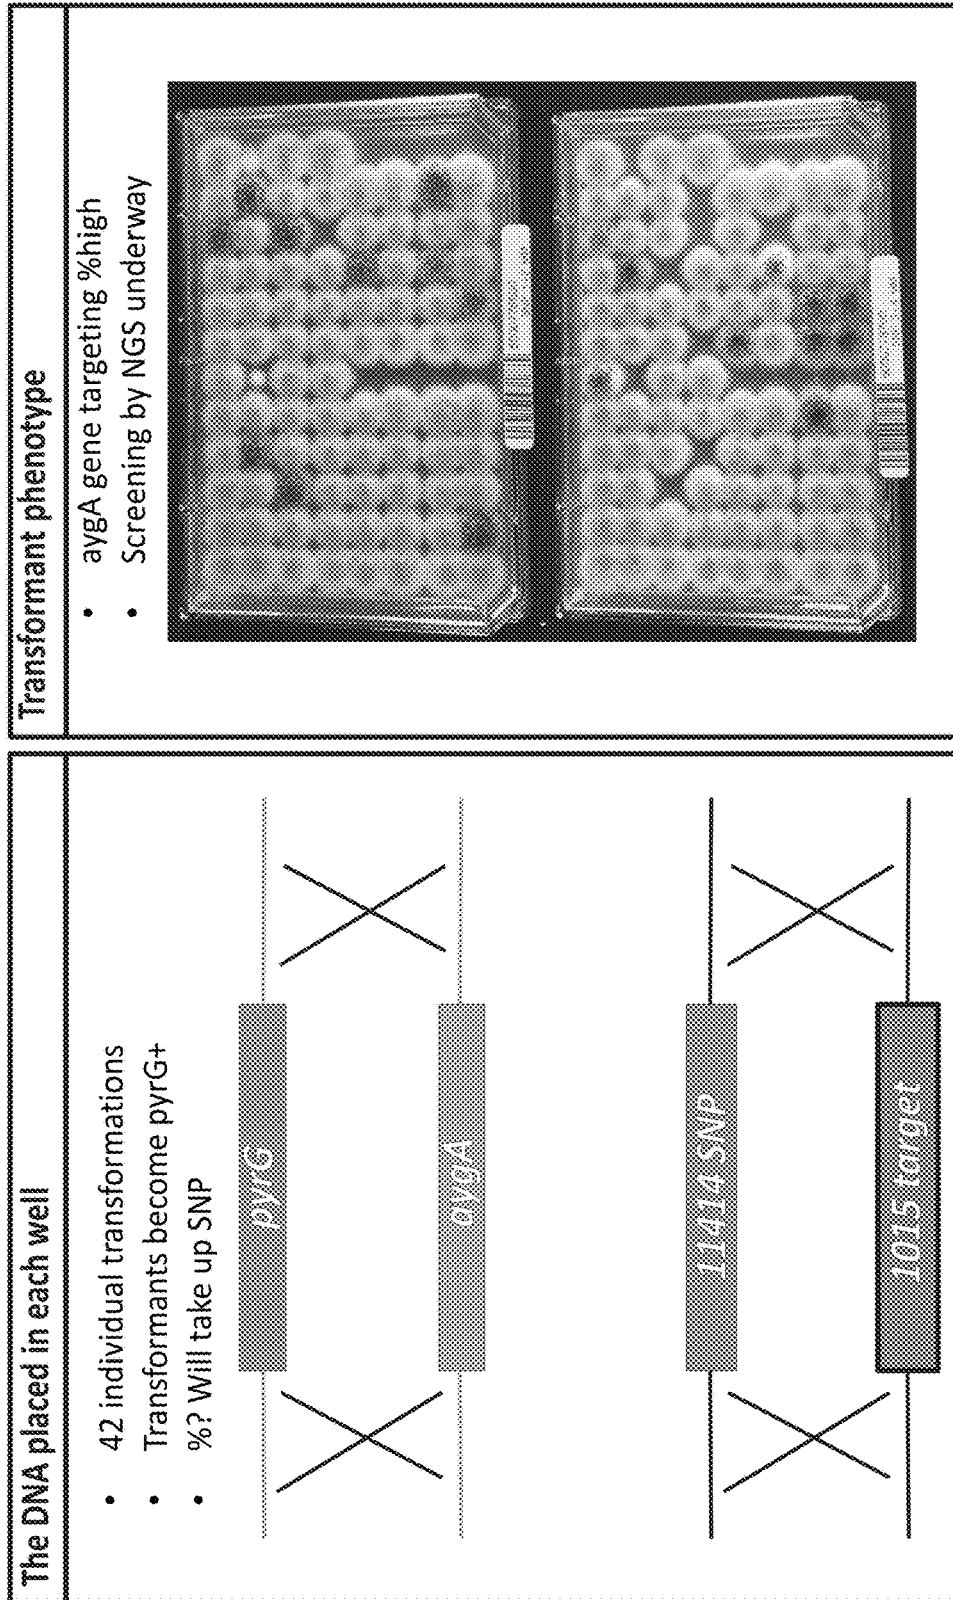 The DNA placed in each well
• 42 individual transformations
• Transformants become pyrG+
• %? Will take up SNP
pyrG
aygA
11414 SNP
1015 target
Transformant phenotype
• aygA gene targeting %high
• Screening by NGS underway